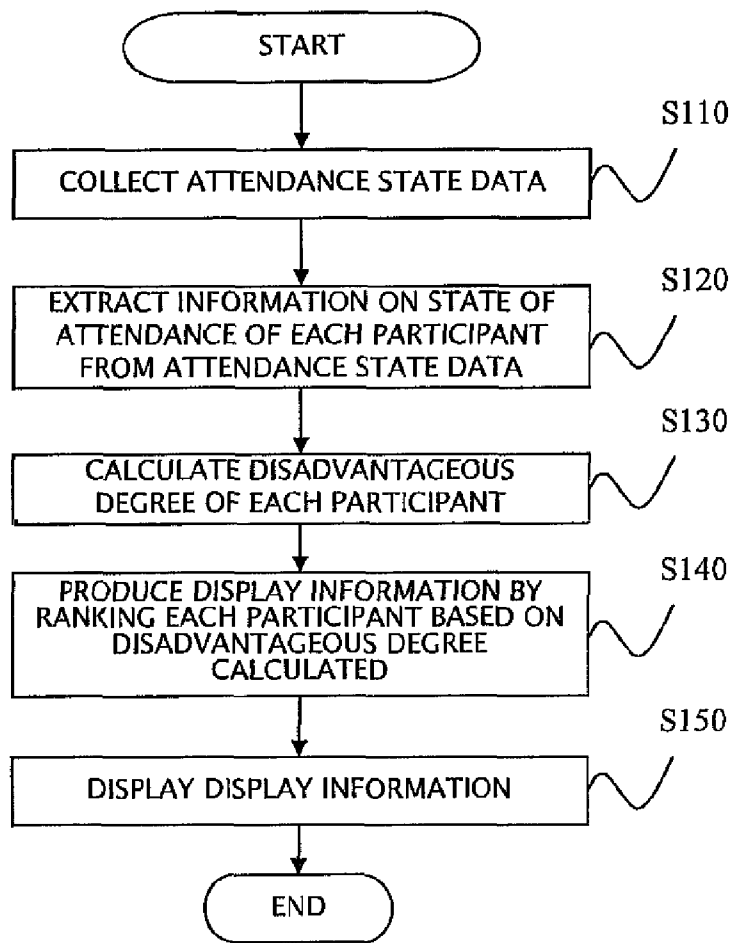 START
S110
COLLECT ATTENDANCE STATE DATA
S120
EXTRACT INFORMATION ON STATE OF
ATTENDANCE OF EACH PARTICIPANT
FROM ATTENDANCE STATE DATA
S130
CALCULATE DISADVANTAGEOUS
DEGREE OF EACH PARTICIPANT
S140
PRODUCE DISPLAY INFORMATION BY
RANKING EACH PARTICIPANT BASED ON
DISADVANTAGEOUS DEGREE
CALCULATED
S150
DISPLAY DISPLAY INFORMATION
END